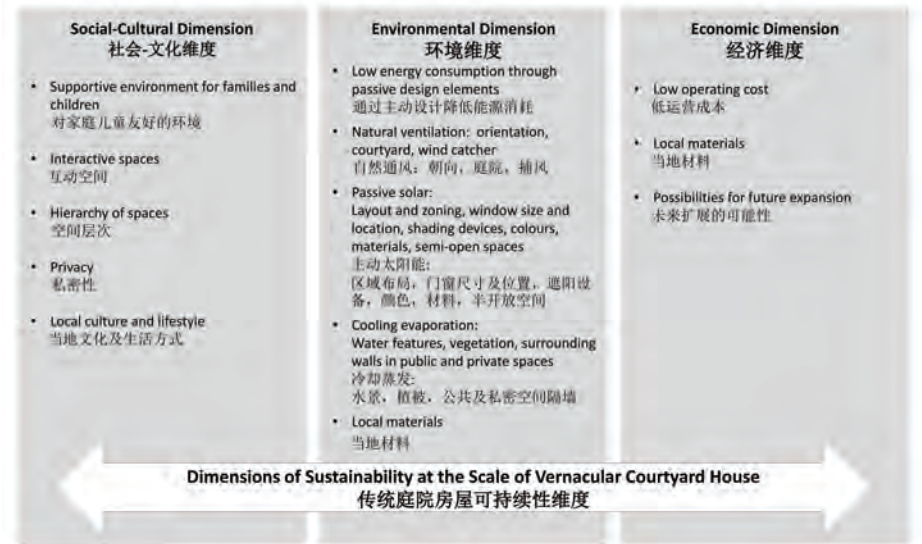 Social-Cultural Dimension
社会-文化维度
• Supportive environment for families and
children
对家庭儿童友好的环境
• Interactive spaces
互动空间
• Hierarchy of spaces
空间层次
• Privacy
私密性
• Local culture and lifestyle
当地文化及生活方式
Environmental Dimension
环境维度
• Low energy consumption through
passive design elements
通过主动设计降低能源消耗
• Natural ventilation: orientation,
courtyard, wind catcher
自然通风：朝向，庭院，捕风
• Passive solar:
Layout and zoning, window size and
location, shading devices, colours,
materials, semi-open spaces
主动太阳能:
区域布局，门窗尺寸及位置，遮阳设
备，颜色，材料，半开放空间
• Cooling evaporation:
Water features, vegetation, surrounding
walls in public and private spaces
冷却蒸发:
水景，植被，公共及私密空间隔墙
• Local materials
当地材料
Economic Dimension
经济维度
• Low operating cost
低运营成本
• Local materials
当地材料
• Possibilities for future expansion
未来扩展的可能性
Dimensions of Sustainability at the Scale of Vernacular Courtyard House
传统庭院房屋可持续性维度